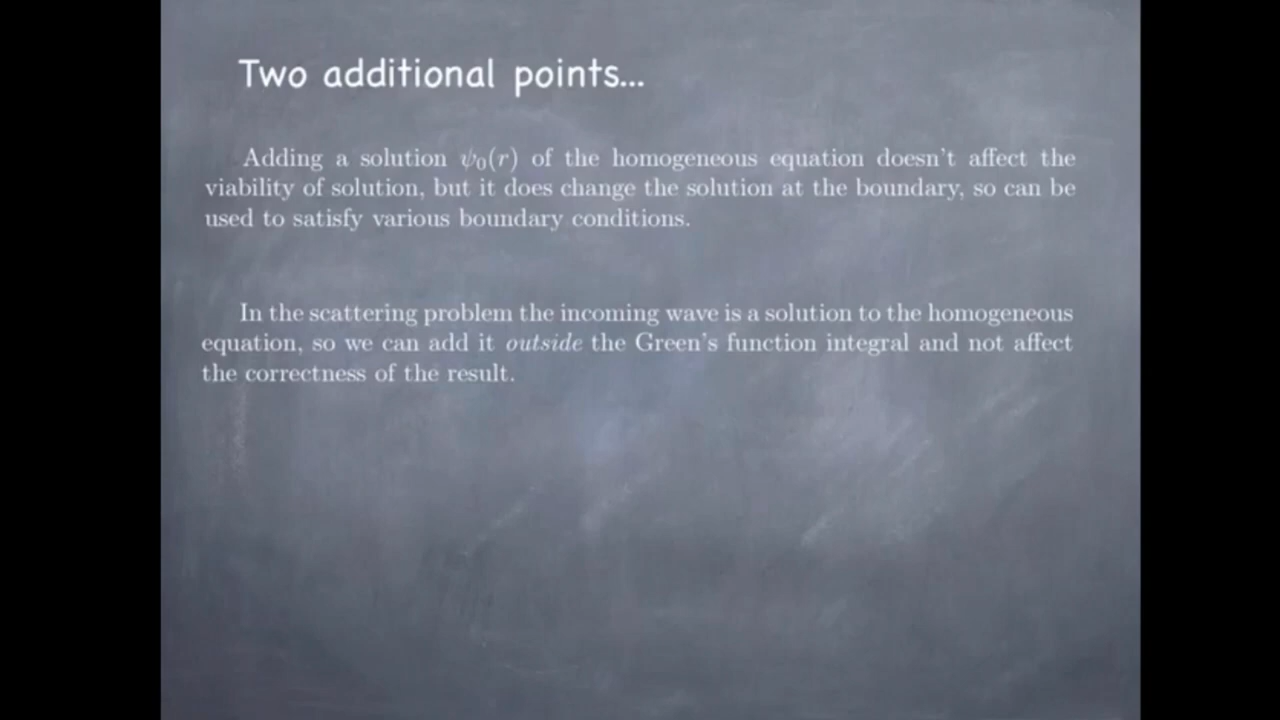 Two additional points...
Adding a solution ψ₀(r) of the homogeneous equation doesn't affect the
viability of solution, but it does change the solution at the boundary, so can be
used to satisfy various boundary conditions.
In the scattering problem the incoming wave is a solution to the homogeneous
equation, so we can add it outside the Green's function integral and not affect
the correctness of the result.